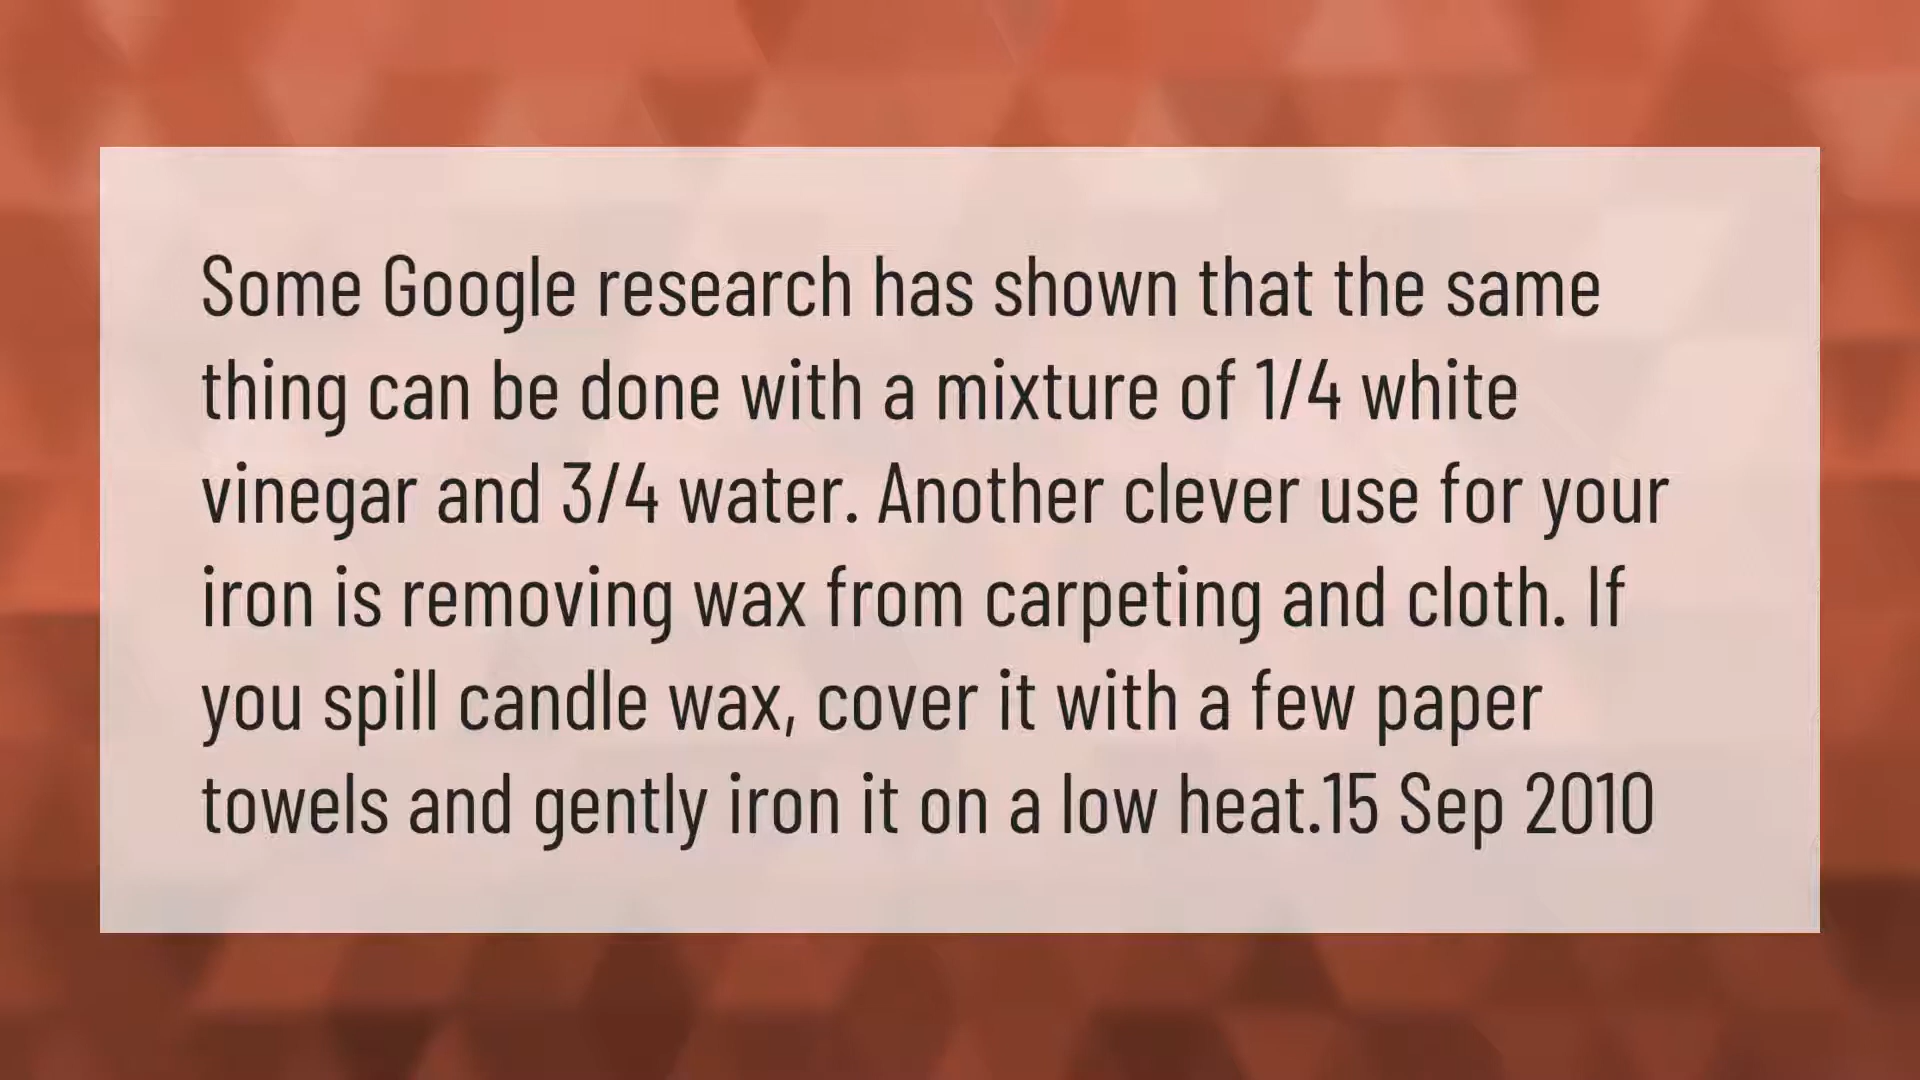 Some Google research has shown that the same
thing can be done with a mixture of 1/4 white
vinegar and 3/4 water. Another clever use for your
iron is removing wax from carpeting and cloth. If
you spill candle wax, cover it with a few paper
towels and gently iron it on a low heat.15 Sep 2010